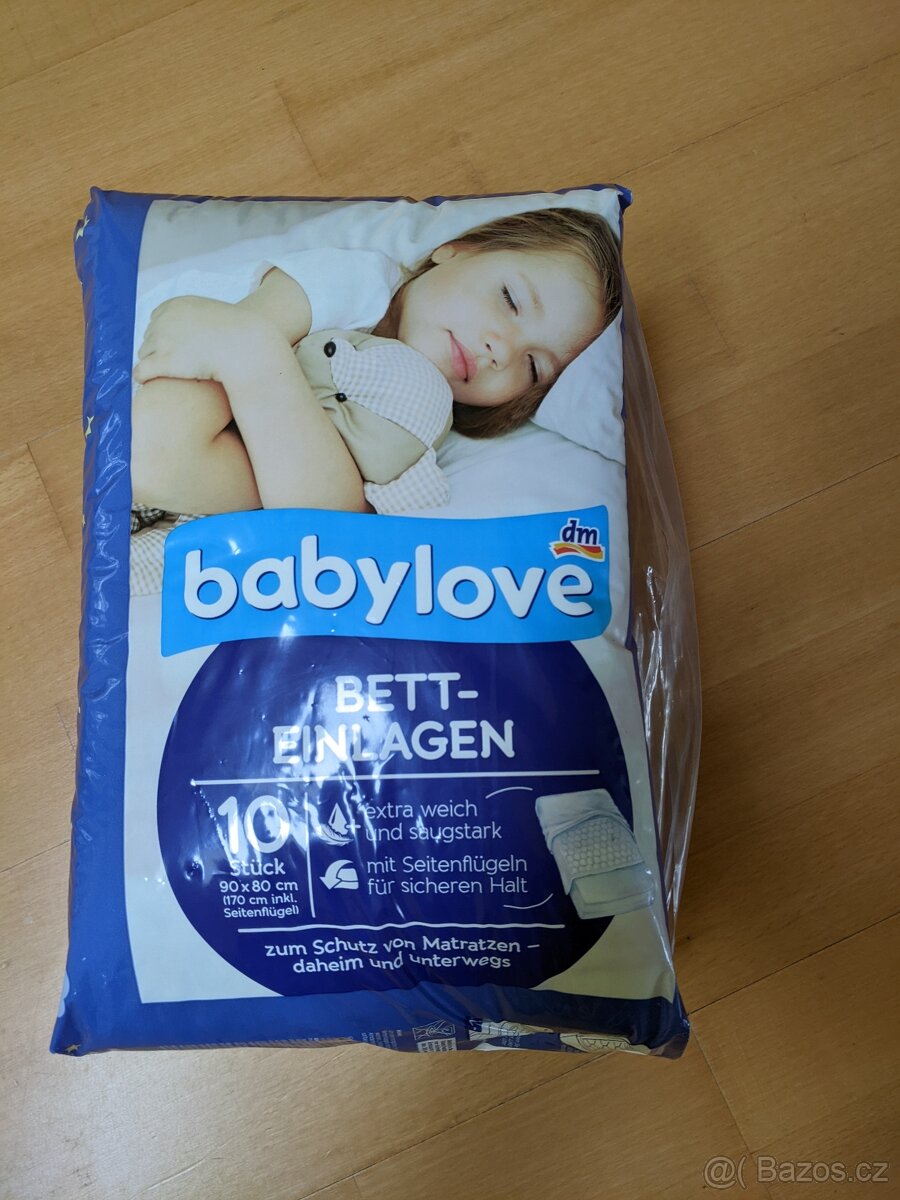 dm
babylove
BETT-
EINLAGEN
10
Stück
90 x 80 cm
(170 cm inkl.
Seitenflügel)
extra weich
und saugstark
mit Seitenflügeln
für sicheren Halt
zum Schutz von Matratzen –
daheim und unterwegs
@( Bazos.cz